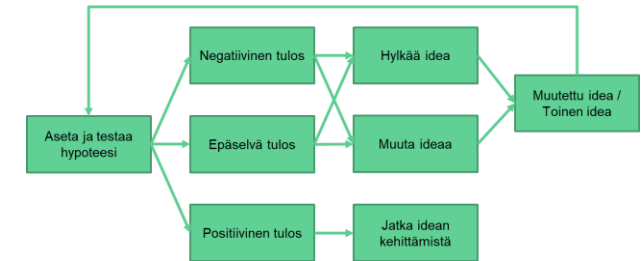 Negatiivinen tulos
Hylkää idea
Muutettu idea /
Toinen idea
Aseta ja testaa
hypoteesi
Epäselvä tulos
Muuta ideaa
Positiivinen tulos
Jatka idean
kehittämistä